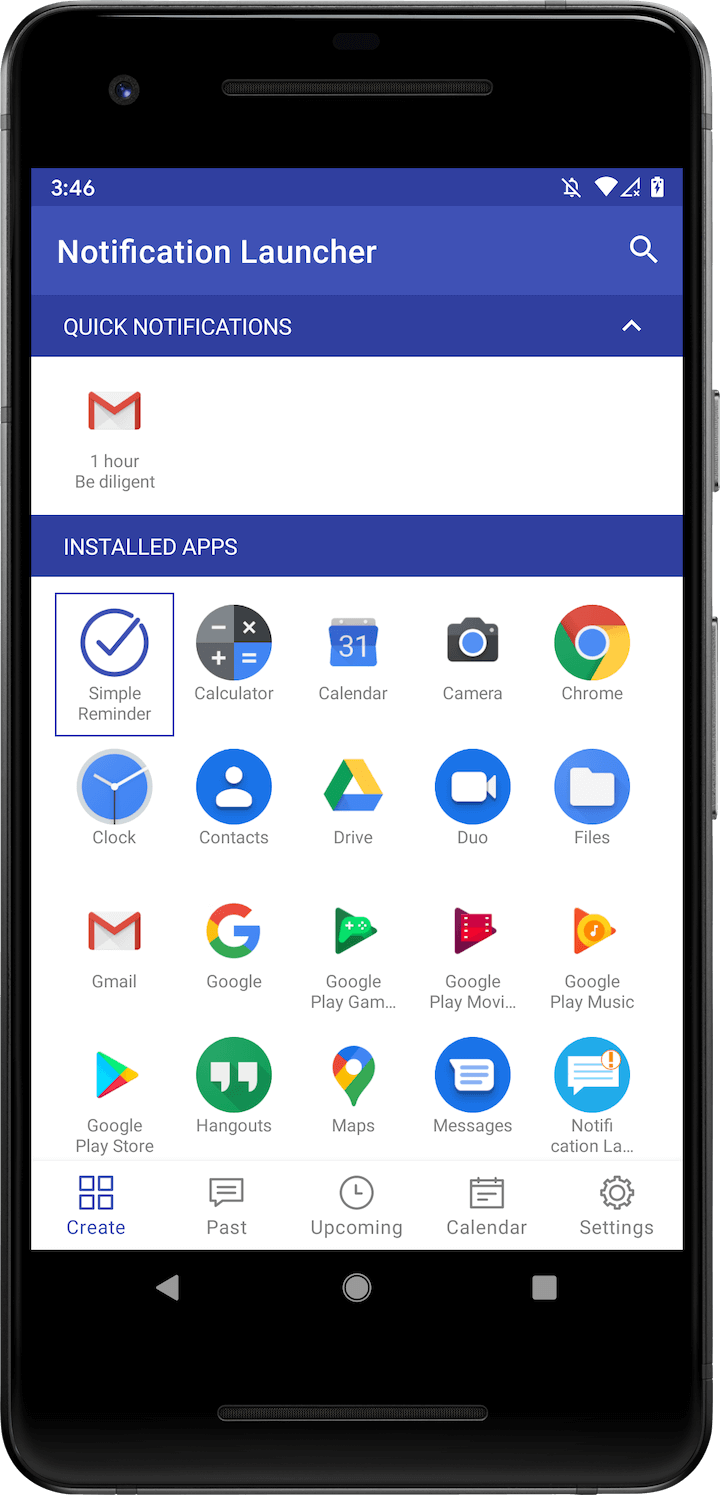 3:46
Notification Launcher
QUICK NOTIFICATIONS
1 hour
Be diligent
INSTALLED APPS
31
Simple
Reminder
Calculator
Calendar
Camera
Chrome
Clock
Contacts
Drive
Duo
Files
Gmail
Google
Google
Play Gam...
Google
Play Movi...
Google
Play Music
Google
Play Store
Hangouts
Maps
Messages
Notifi
cation La...
Create
Past
Upcoming
Calendar
Settings